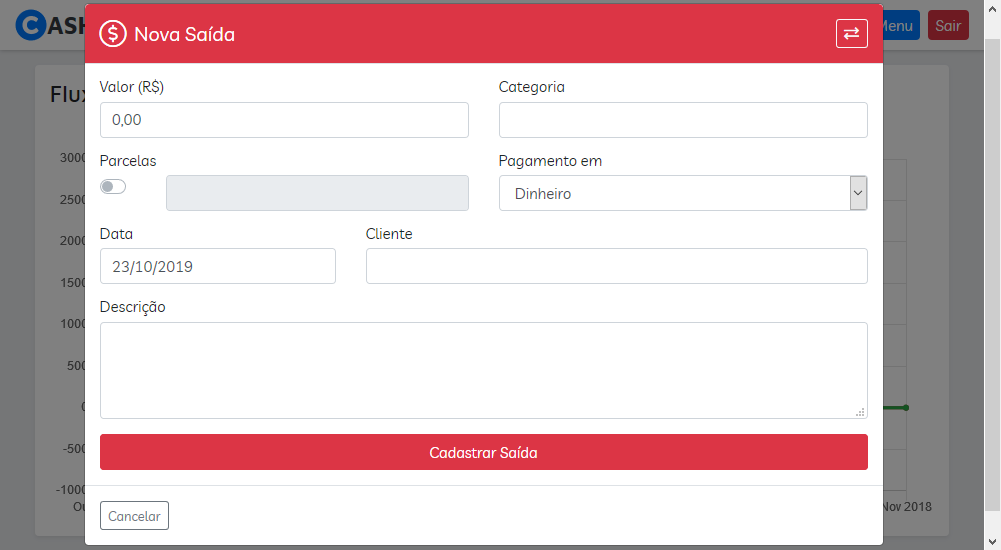 CASH
Nova Saída
Menu
Sair
Flux
Valor (R$)
Categoria
0,00
Parcelas
Pagamento em
Dinheiro
Data
Cliente
23/10/2019
Descrição
Cadastrar Saída
Cancelar
3000
2500
2000
1500
1000
500
0
-500
-1000
Nov 2018